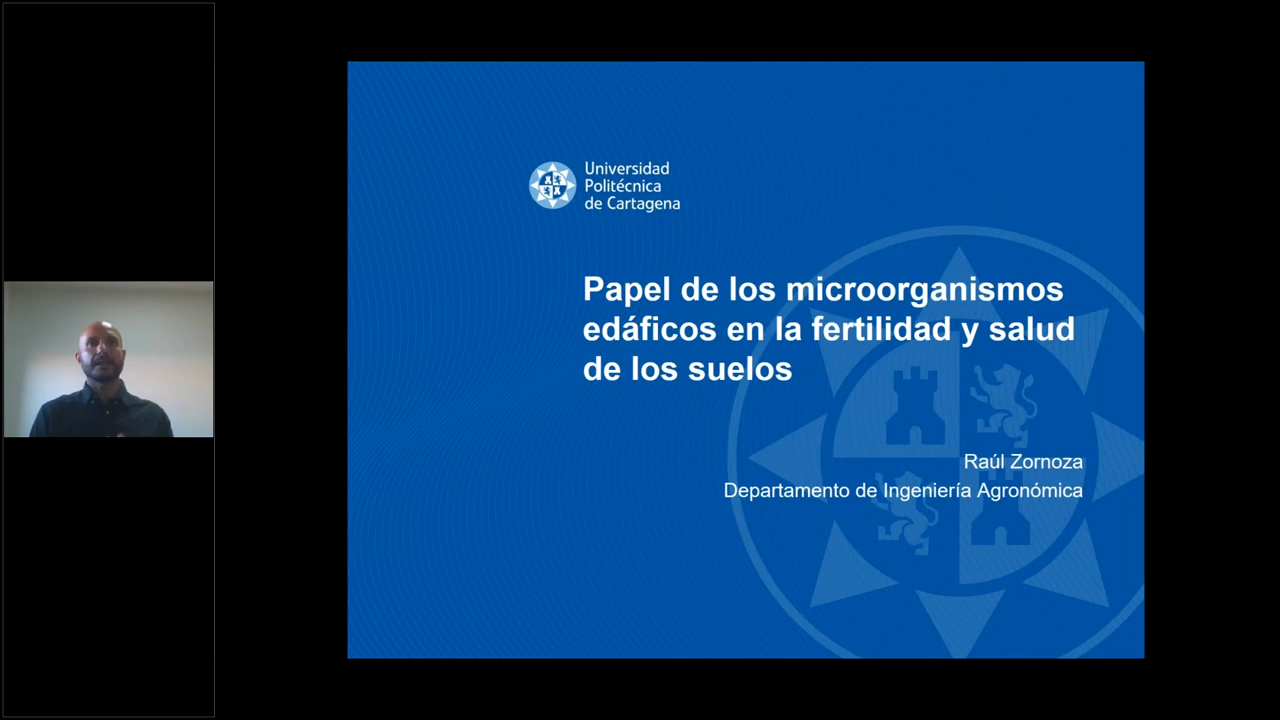 Universidad
Politécnica
de Cartagena
Papel de los microorganismos
edáficos en la fertilidad y salud
de los suelos
Raúl Zornoza
Departamento de Ingeniería Agronómica